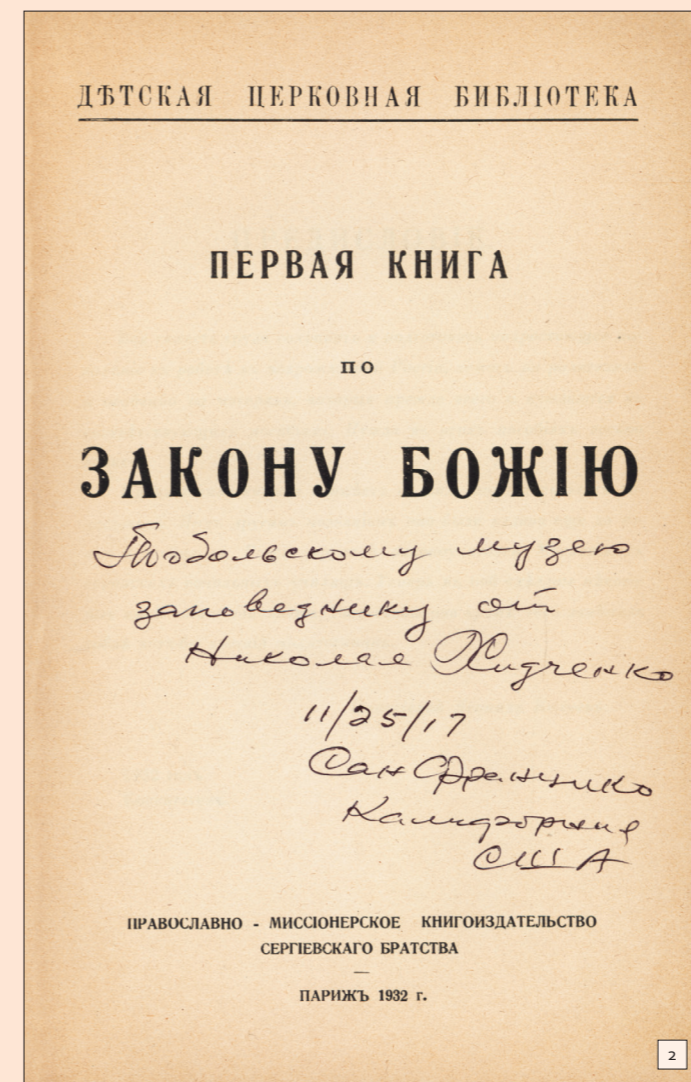 ДѢТСКАЯ ЦЕРКОВНАЯ БИБЛІОТЕКА
ПЕРВАЯ КНИГА
ПО
ЗАКОНУ БОЖІЮ
Тобольскому музею
заповеднику от
Николая Хидченко
11/25/17
Сан Франциско
Калифорния
США
ПРАВОСЛАВНО - МИССІОНЕРСКОЕ КНИГОИЗДАТЕЛЬСТВО
СЕРГІЕВСКАГО БРАТСТВА
ПАРИЖЪ 1932 г.
2